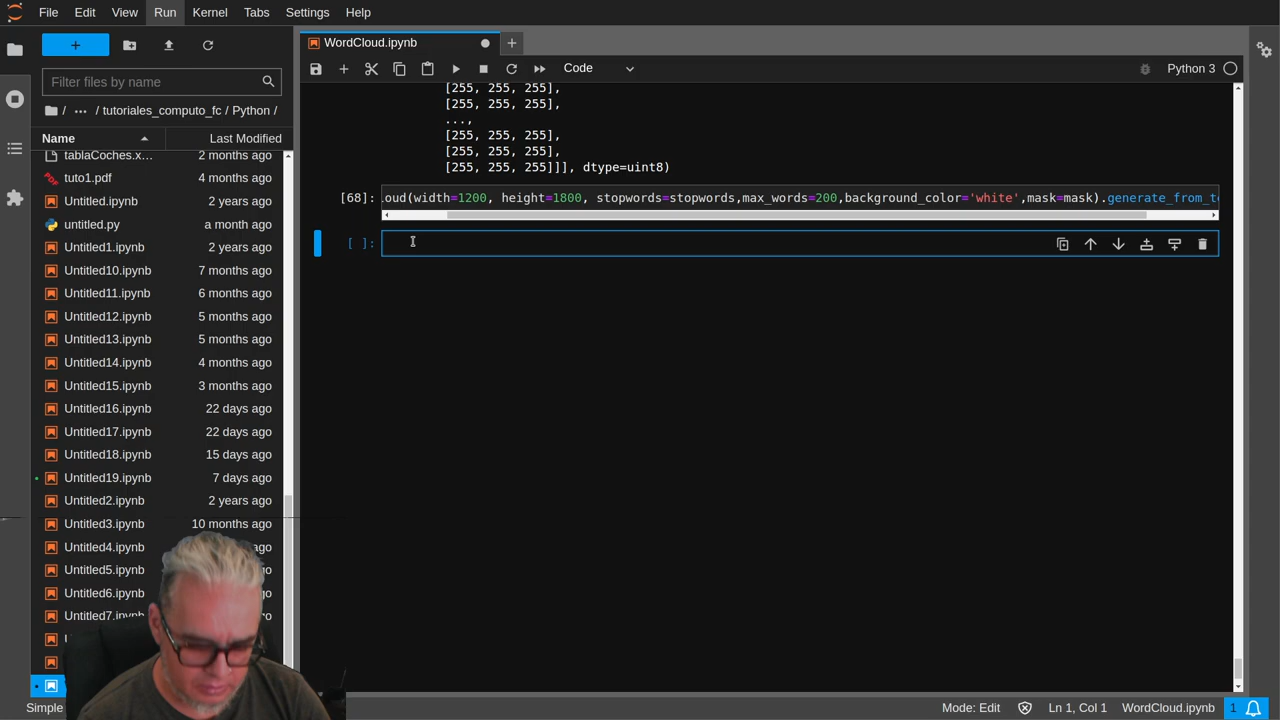 File Edit View Run Kernel Tabs Settings Help
WordCloud.ipynb
Filter files by name
/ ... / tutoriales_computo_fc / Python /
Code
Python 3
Name Last Modified
tablaCoches.x... 2 months ago
tuto1.pdf 4 months ago
Untitled.ipynb 2 years ago
untitled.py a month ago
Untitled1.ipynb 2 years ago
Untitled10.ipynb 7 months ago
Untitled11.ipynb 6 months ago
Untitled12.ipynb 5 months ago
Untitled13.ipynb 5 months ago
Untitled14.ipynb 4 months ago
Untitled15.ipynb 3 months ago
Untitled16.ipynb 22 days ago
Untitled17.ipynb 22 days ago
Untitled18.ipynb 15 days ago
Untitled19.ipynb 7 days ago
Untitled2.ipynb 2 years ago
Untitled3.ipynb 10 months ago
Untitled4.ipynb ago
Untitled5.ipynb ago
Untitled6.ipynb ago
Untitled7.ipynb
[255, 255, 255],
[255, 255, 255],
...,
[255, 255, 255],
[255, 255, 255],
[255, 255, 255]]], dtype=uint8)
[68]: oud(width=1200, height=1800, stopwords=stopwords,max_words=200,background_color='white',mask=mask).generate_from_te
[ ]:
Simple
Mode: Edit Ln 1, Col 1 WordCloud.ipynb 1